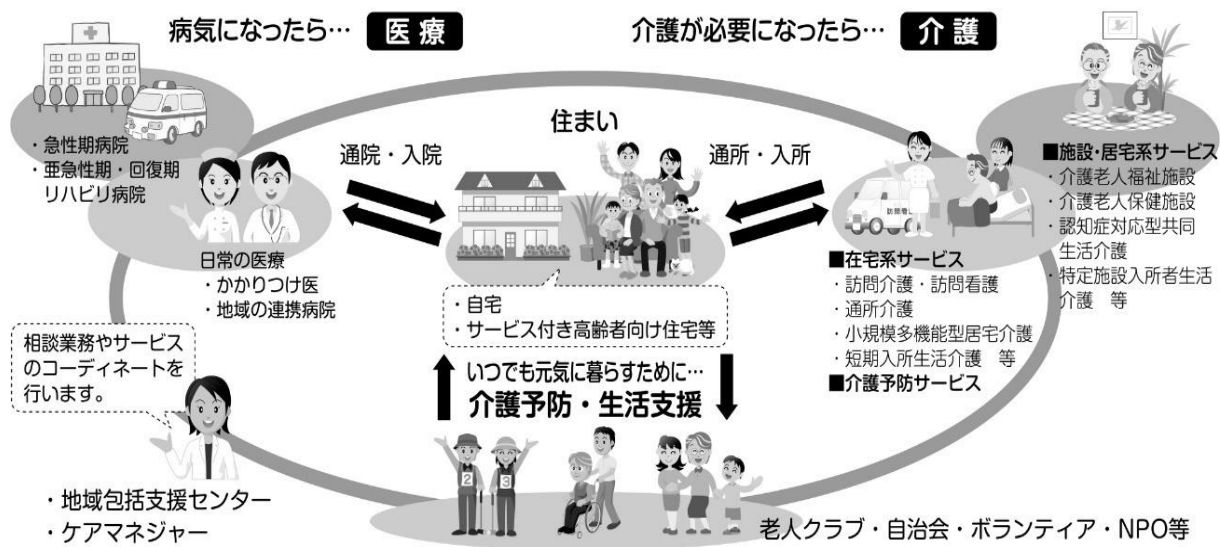 病気になったら… 医療
介護が必要になったら… 介護
・急性期病院
・亜急性期・回復期
リハビリ病院
日常の医療
・かかりつけ医
・地域の連携病院
通院・入院
住まい
通所・入所
・自宅
・サービス付き高齢者向け住宅等
訪問看護
■在宅系サービス
・訪問介護・訪問看護
・通所介護
・小規模多機能型居宅介護
・短期入所生活介護 等
■介護予防サービス
■施設・居宅系サービス
・介護老人福祉施設
・介護老人保健施設
・認知症対応型共同
生活介護
・特定施設入所者生活
介護 等
相談業務やサービス
のコーディネートを
行います。
・地域包括支援センター
・ケアマネジャー
いつでも元気に暮らすために…
介護予防・生活支援
2
3
老人クラブ・自治会・ボランティア・NPO等